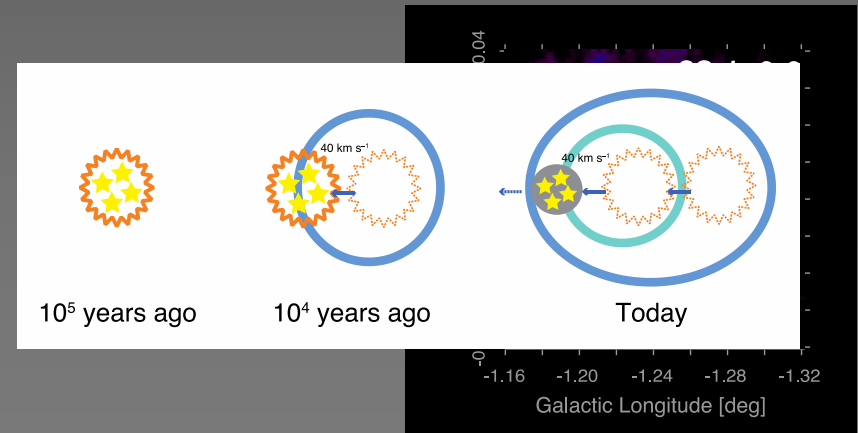 0.04
40 km s⁻¹
40 km s⁻¹
10⁵ years ago
10⁴ years ago
Today
-0
-1.16 -1.20 -1.24 -1.28 -1.32
Galactic Longitude [deg]